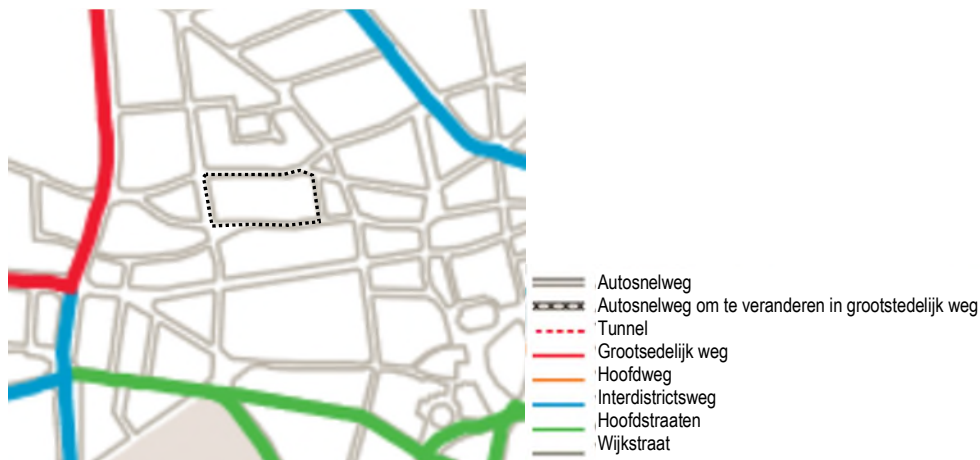 Autosnelweg
Autosnelweg om te veranderen in grootstedelijk weg
Tunnel
Grootsedelijk weg
Hoofdweg
Interdistrictsweg
Hoofdstraaten
Wijkstraat